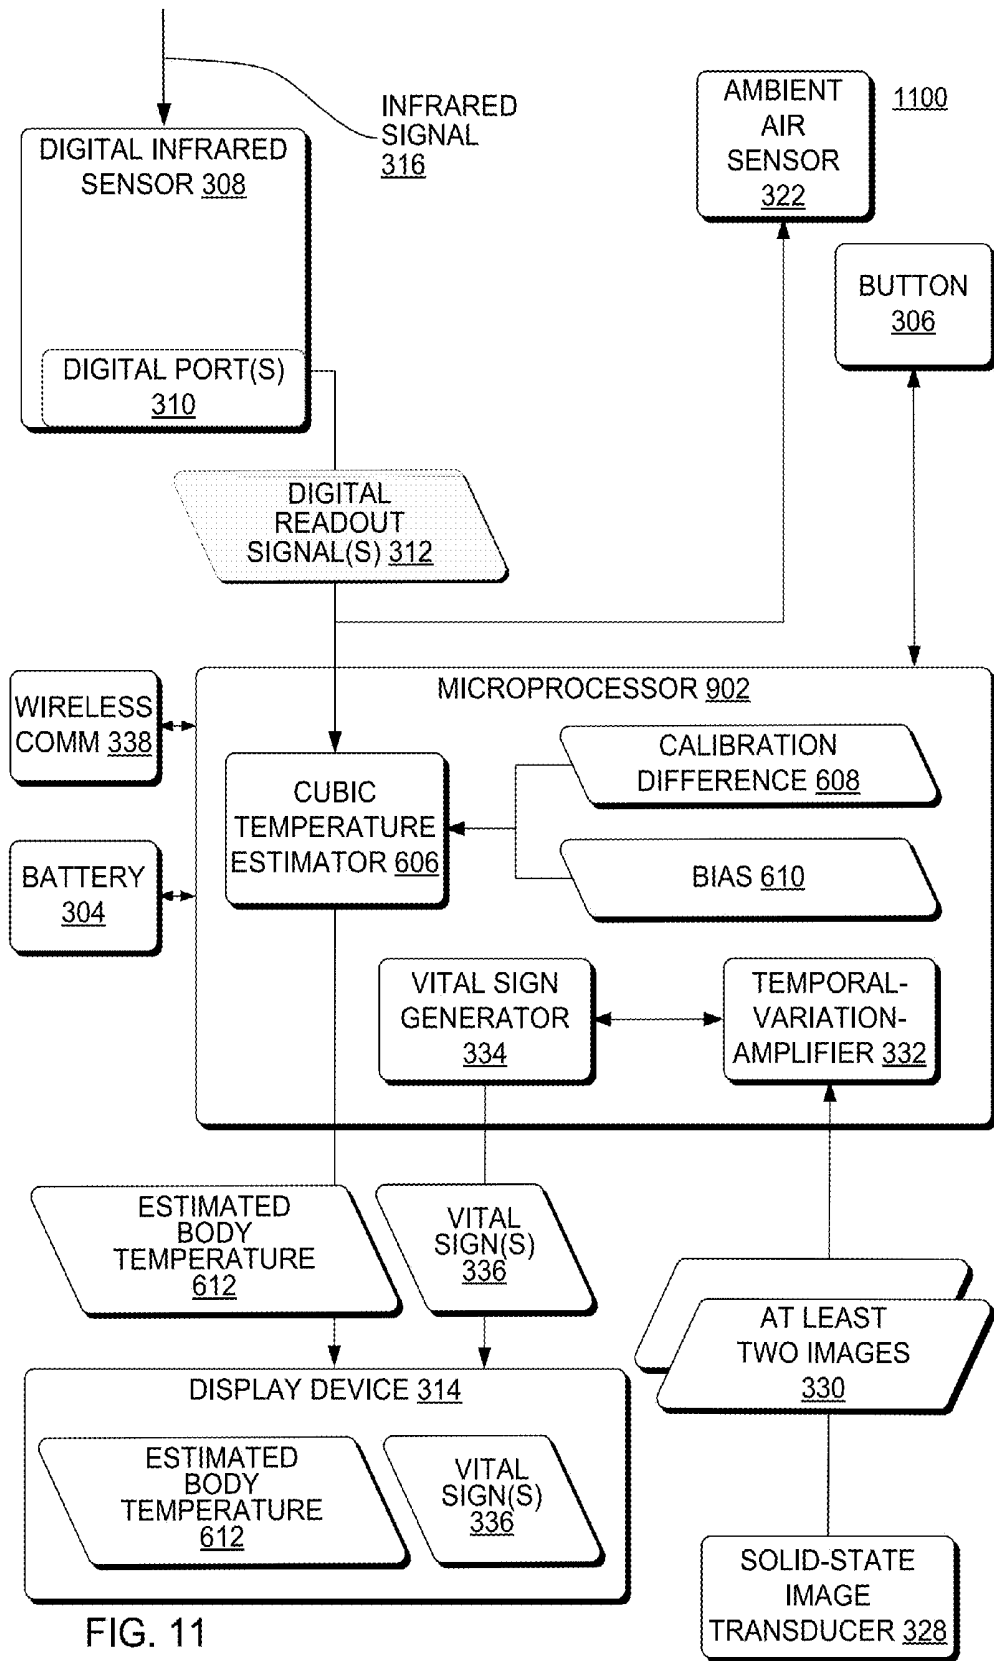 INFRARED
SIGNAL
316
AMBIENT
AIR
SENSOR
322
1100
DIGITAL INFRARED
SENSOR 308
BUTTON
306
DIGITAL PORT(S)
310
DIGITAL
READOUT
SIGNAL(S) 312
MICROPROCESSOR 902
WIRELESS
COMM 338
CALIBRATION
DIFFERENCE 608
CUBIC
TEMPERATURE
ESTIMATOR 606
BATTERY
304
BIAS 610
VITAL SIGN
GENERATOR
334
TEMPORAL-
VARIATION-
AMPLIFIER 332
ESTIMATED
BODY
TEMPERATURE
612
VITAL
SIGN(S)
336
AT LEAST
TWO IMAGES
330
DISPLAY DEVICE 314
ESTIMATED
BODY
TEMPERATURE
612
VITAL
SIGN(S)
336
SOLID-STATE
IMAGE
TRANSDUCER 328
FIG. 11